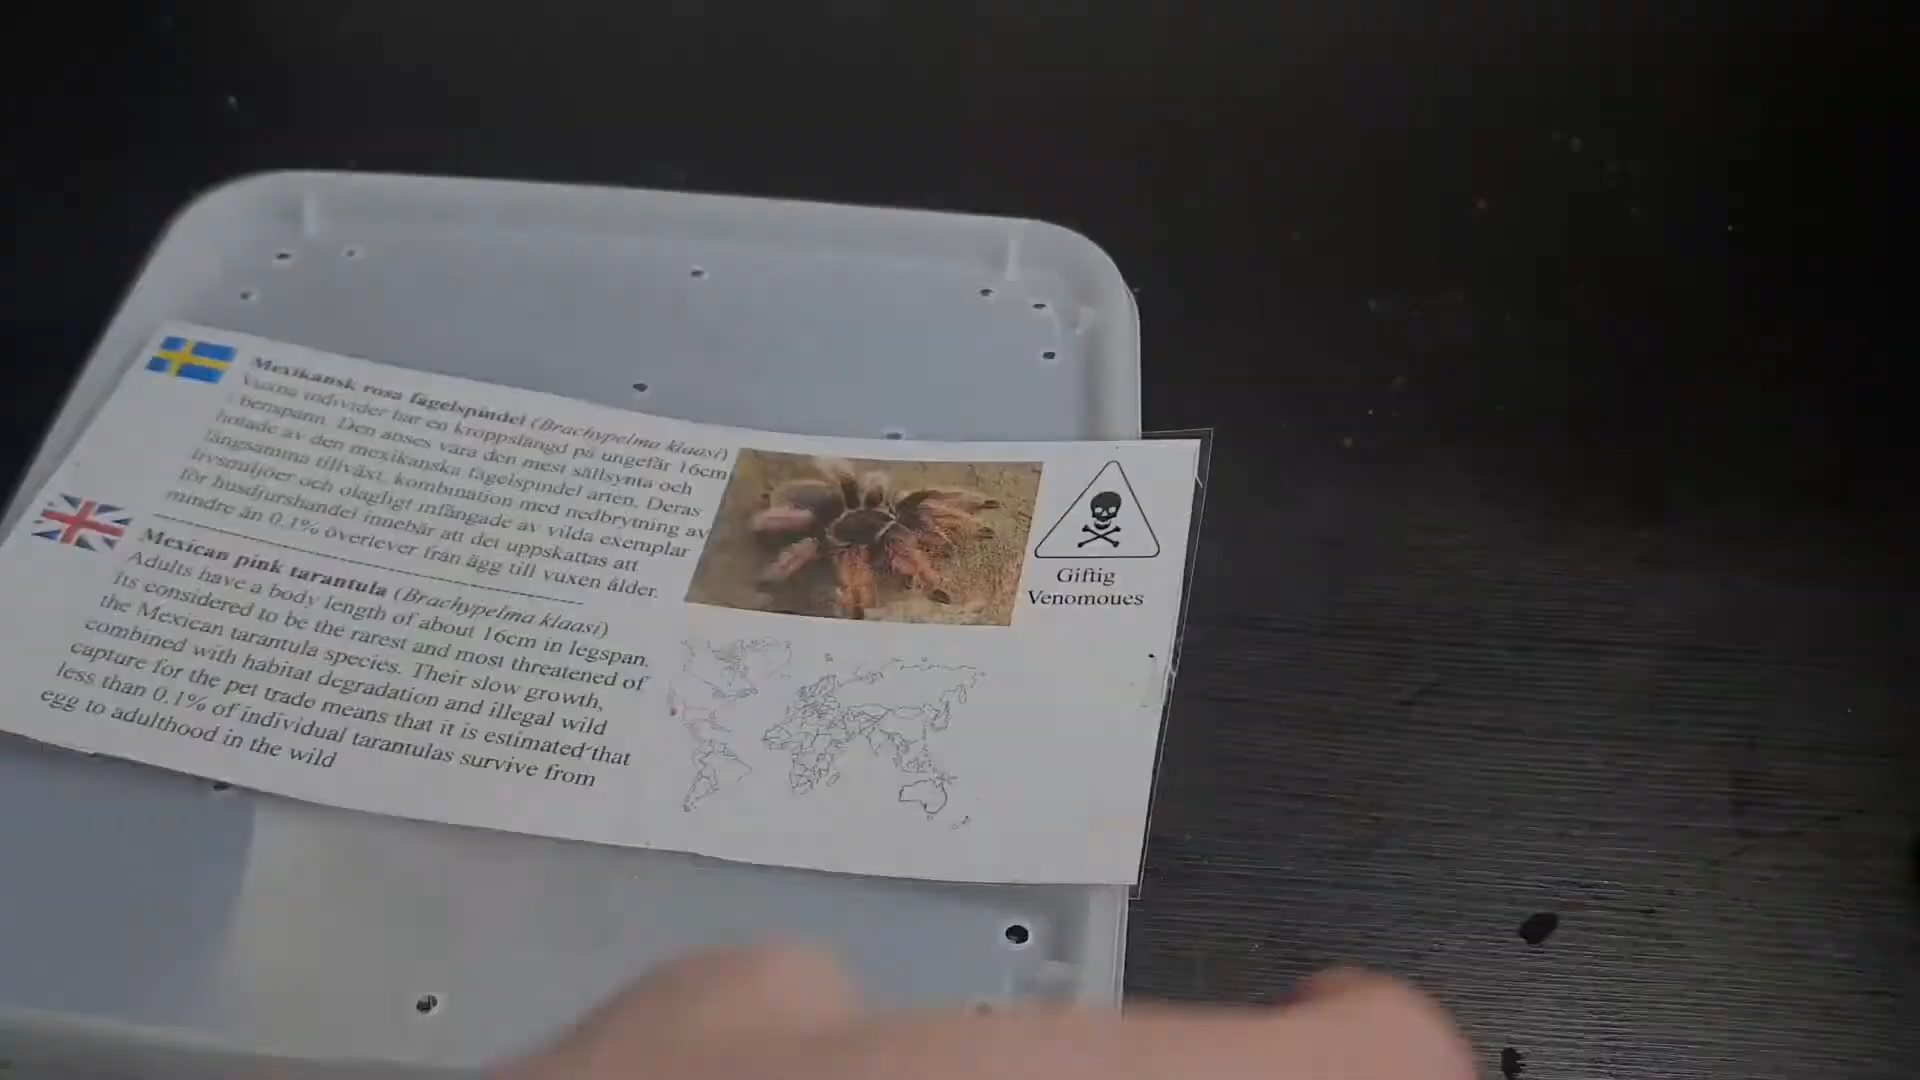 Mexikansk rosa fågelspindel (Brachypelma klaasi)
Vuxna individer har en kroppslängd på ungefär 16cm
i benspann. Den anses vara den mest sällsynta och
hotade av den mexikanska fågelspindel arten. Deras
långsamma tillväxt, kombination med nedbrytning av
livsmiljöer och olagligt infångade av vilda exemplar
för husdjurshandel innebär att det uppskattas att
mindre än 0.1% överlever från ägg till vuxen ålder.
Mexican pink tarantula (Brachypelma klaasi)
Adults have a body length of about 16cm in legspan.
Its considered to be the rarest and most threatened of
the Mexican tarantula species. Their slow growth,
combined with habitat degradation and illegal wild
capture for the pet trade means that it is estimated that
less than 0.1% of individual tarantulas survive from
egg to adulthood in the wild
Giftig
Venomoues